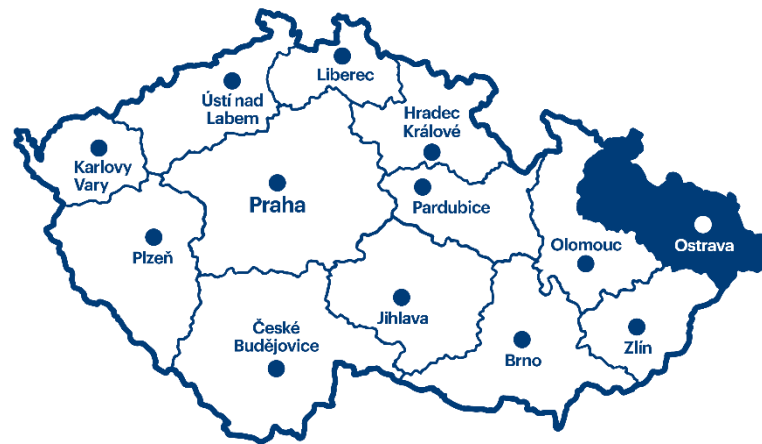 Liberec
Ústí nad
Labem
Hradec
Králové
Karlovy
Vary
Praha
Pardubice
Ostrava
Plzeň
Olomouc
Jihlava
České
Budějovice
Brno
Zlín